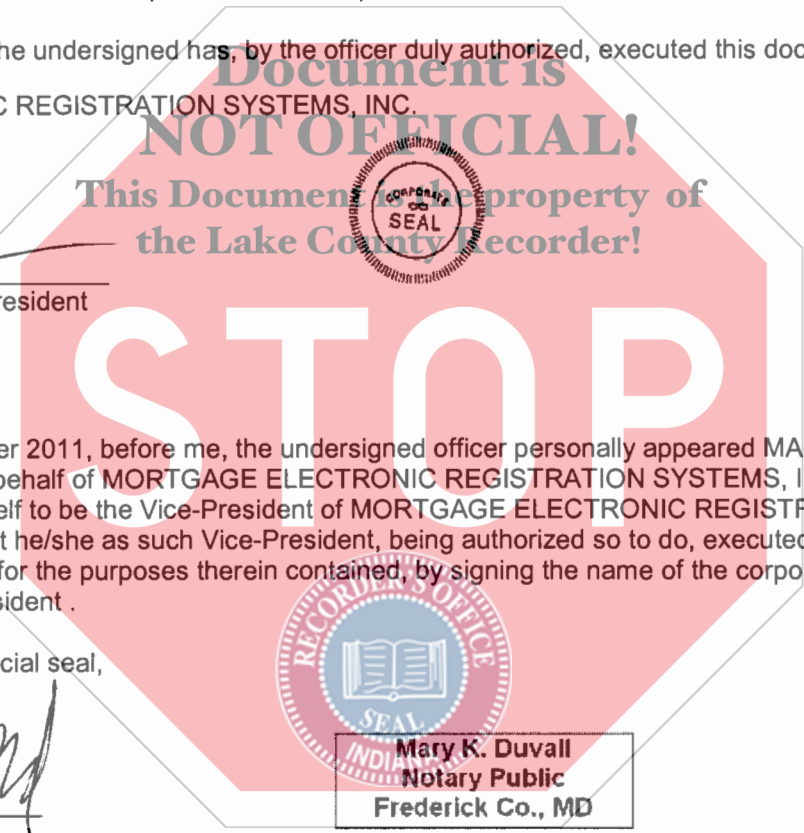 he undersigned has, by the officer duly authorized, executed this doc
Document is
C REGISTRATION SYSTEMS, INC.
NOT OFFICIAL!
This Document is the property of
the Lake County Recorder!
CORPORATE
SEAL
resident
STOP
er 2011, before me, the undersigned officer personally appeared MA
behalf of MORTGAGE ELECTRONIC REGISTRATION SYSTEMS, I
elf to be the Vice-President of MORTGAGE ELECTRONIC REGISTR
t he/she as such Vice-President, being authorized so to do, executed
for the purposes therein contained, by signing the name of the corpo
sident .
RECORDER'S OFFICE
cial seal,
SEAL
INDIANA
Mary K. Duvall
Notary Public
Frederick Co., MD